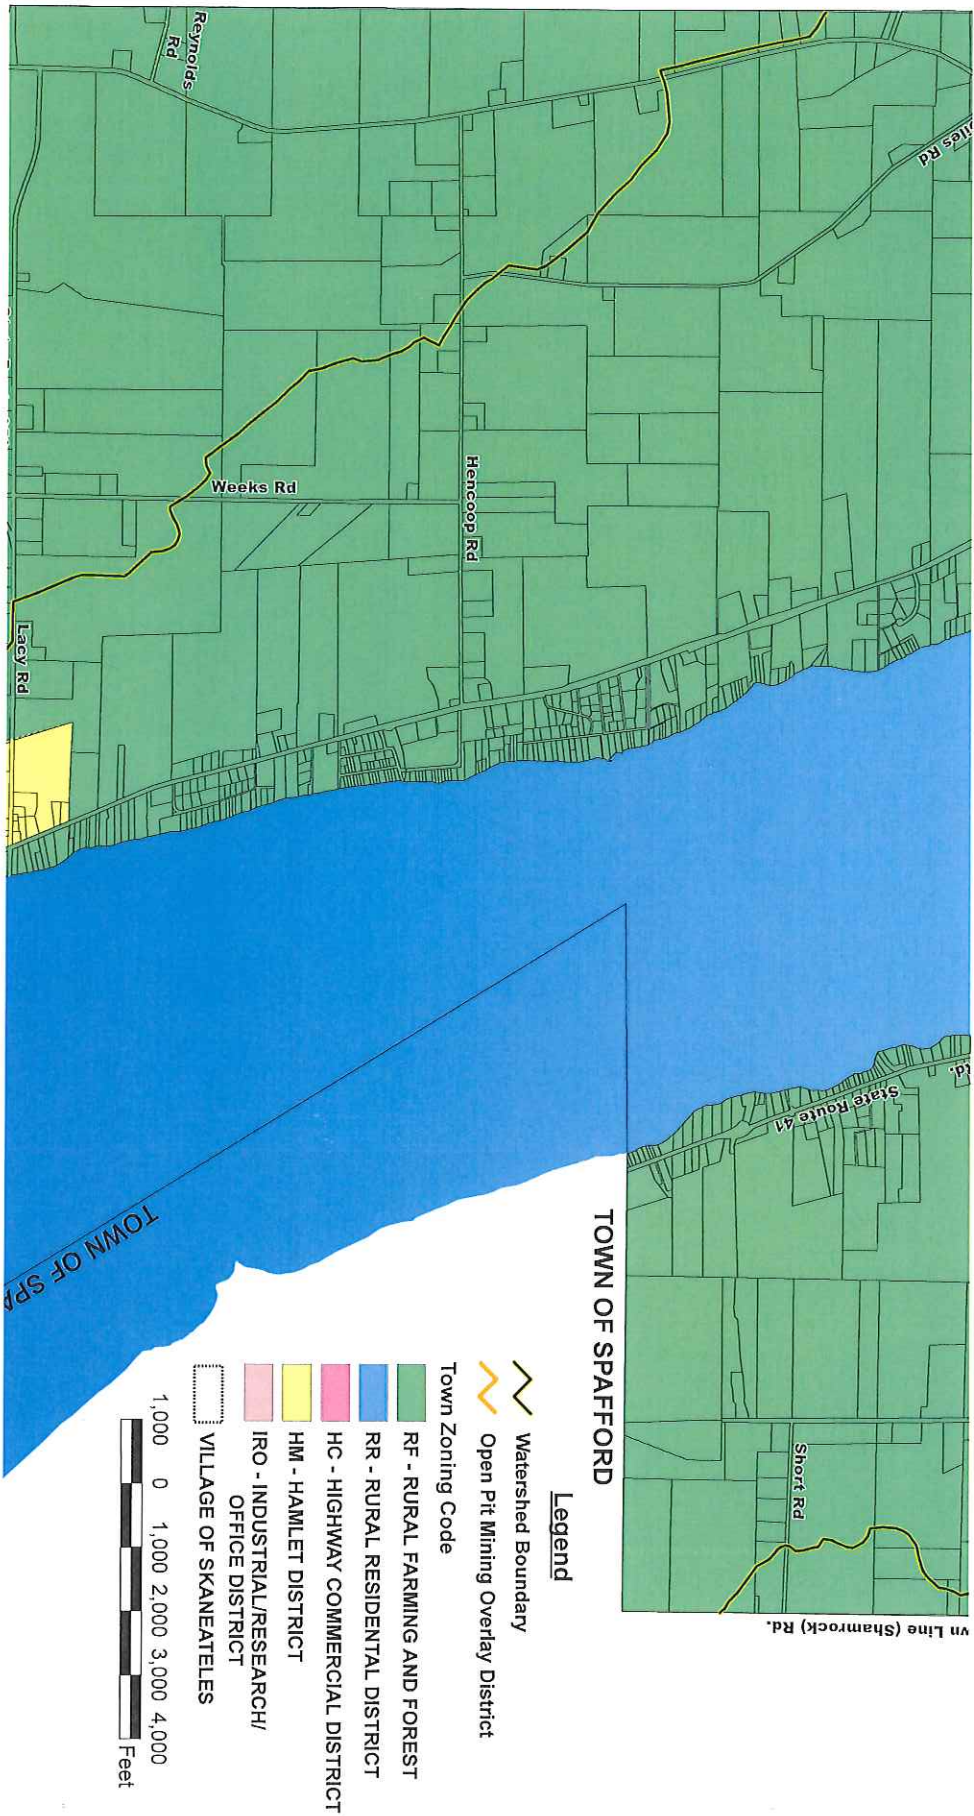 Reynolds
Rd
Weeks Rd
Hencoop Rd
Lacy Rd
State Route 41
Short Rd
Line (Shamrock) Rd.
TOWN OF SPAFFORD
TOWN OF
Legend
Watershed Boundary
Open Pit Mining Overlay District
Town Zoning Code
RF - RURAL FARMING AND FOREST
RR - RURAL RESIDENTAL DISTRICT
HC - HIGHWAY COMMERCIAL DISTRICT
HM - HAMLET DISTRICT
IRO - INDUSTRIAL/RESEARCH/
OFFICE DISTRICT
VILLAGE OF SKANEATELES
1,000 0 1,000 2,000 3,000 4,000
Feet